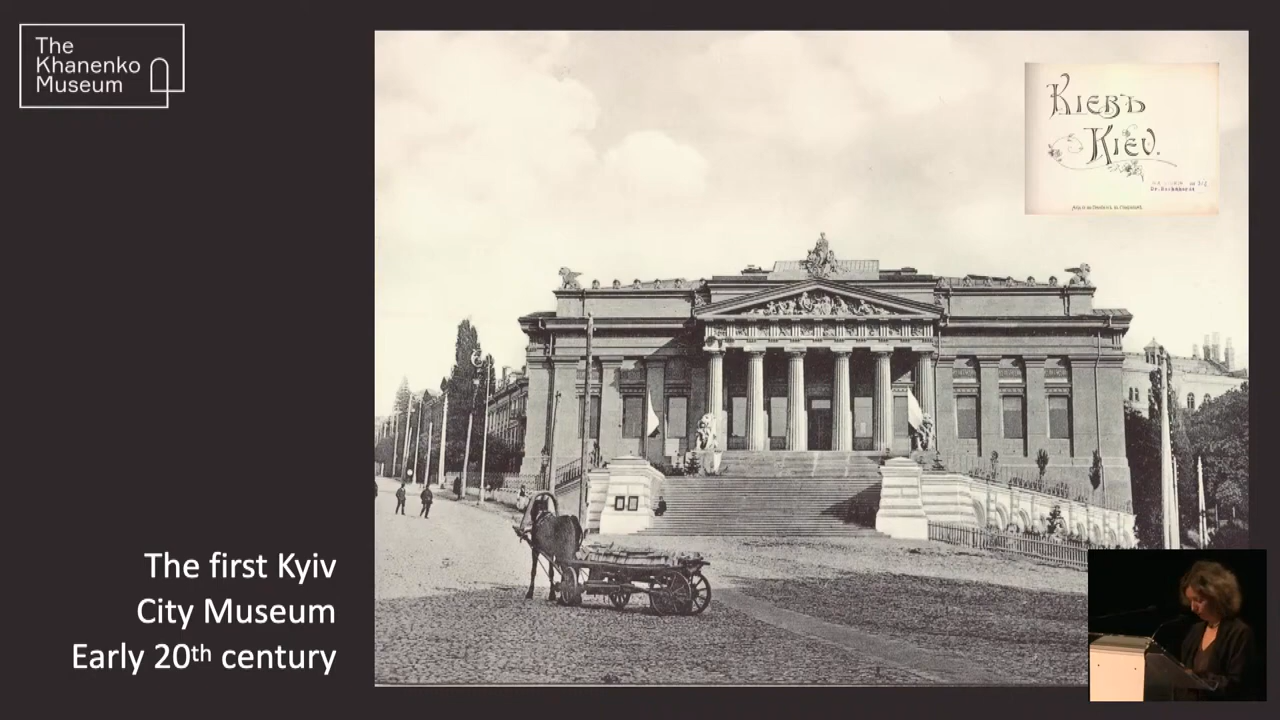 The
Khanenko
Museum
Кіевъ
Kiev.
The first Kyiv
City Museum
Early 20th century